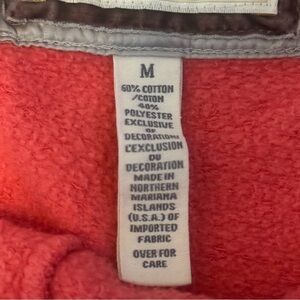 M
60% COTTON
/COTON
40%
POLYESTER
EXCLUSIVE
OF
DECORATION/
L'EXCLUSION
DU
DECORATION
MADE IN
NORTHERN
MARIANA
ISLANDS
(U.S.A.) OF
IMPORTED
FABRIC
OVER FOR
CARE